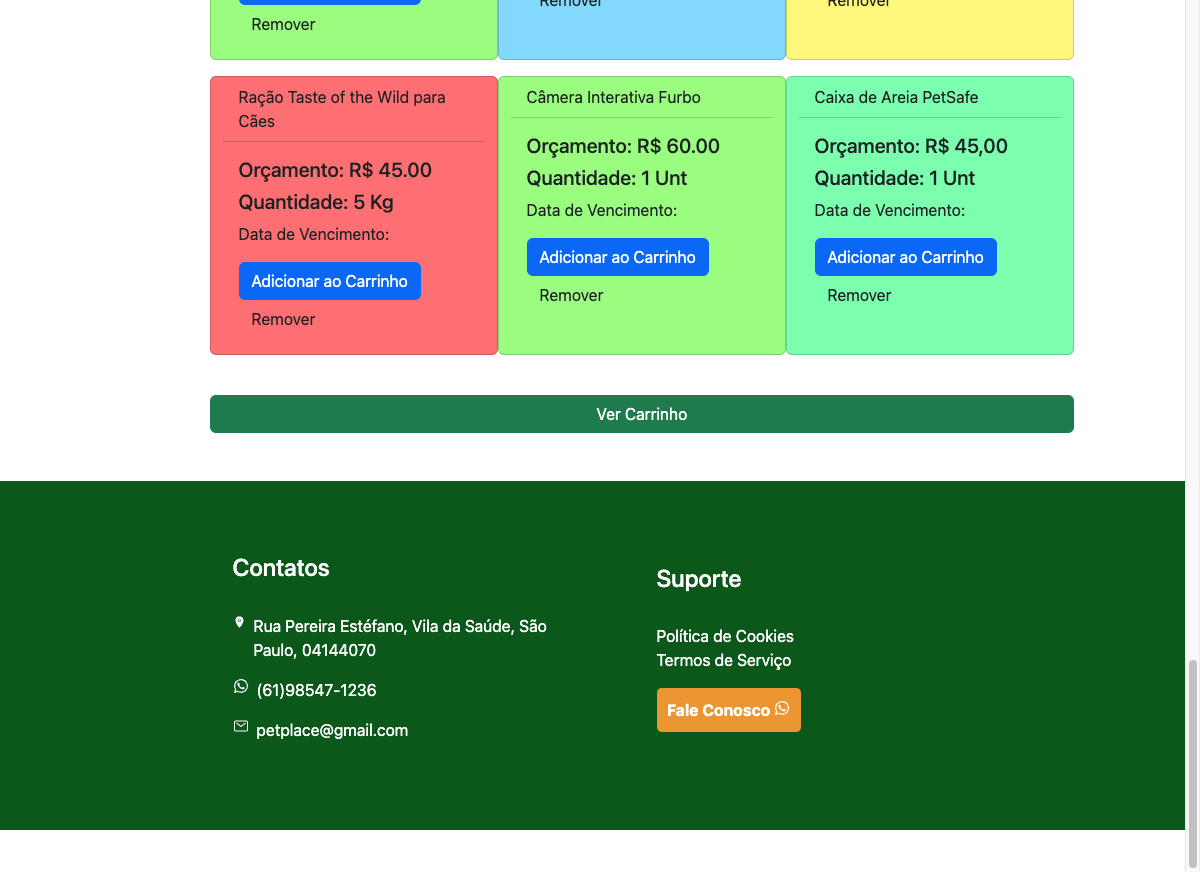 Remover
Remover
Remover
Ração Taste of the Wild para
Cães
Orçamento: R$ 45.00
Quantidade: 5 Kg
Data de Vencimento:
Adicionar ao Carrinho
Remover
Câmera Interativa Furbo
Orçamento: R$ 60.00
Quantidade: 1 Unt
Data de Vencimento:
Adicionar ao Carrinho
Remover
Caixa de Areia PetSafe
Orçamento: R$ 45,00
Quantidade: 1 Unt
Data de Vencimento:
Adicionar ao Carrinho
Remover
Ver Carrinho
Contatos
Rua Pereira Estéfano, Vila da Saúde, São
Paulo, 04144070
(61)98547-1236
petplace@gmail.com
Suporte
Política de Cookies
Termos de Serviço
Fale Conosco